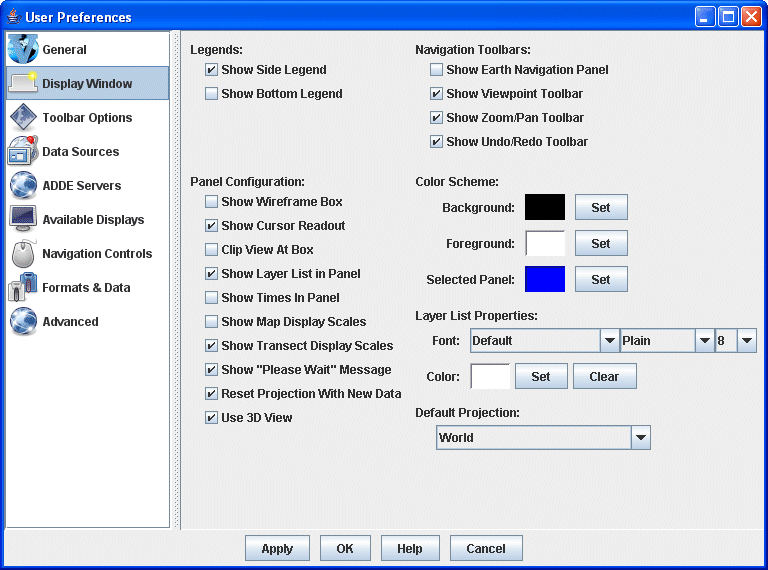 User Preferences
General
Display Window
Toolbar Options
Data Sources
ADDE Servers
Available Displays
Navigation Controls
Formats & Data
Advanced
Legends:
Show Side Legend
Show Bottom Legend
Navigation Toolbars:
Show Earth Navigation Panel
Show Viewpoint Toolbar
Show Zoom/Pan Toolbar
Show Undo/Redo Toolbar
Panel Configuration:
Show Wireframe Box
Show Cursor Readout
Clip View At Box
Show Layer List in Panel
Show Times In Panel
Show Map Display Scales
Show Transect Display Scales
Show "Please Wait" Message
Reset Projection With New Data
Use 3D View
Color Scheme:
Background: Set
Foreground: Set
Selected Panel: Set
Layer List Properties:
Font: Default Plain 8
Color: Set Clear
Default Projection:
World
Apply OK Help Cancel